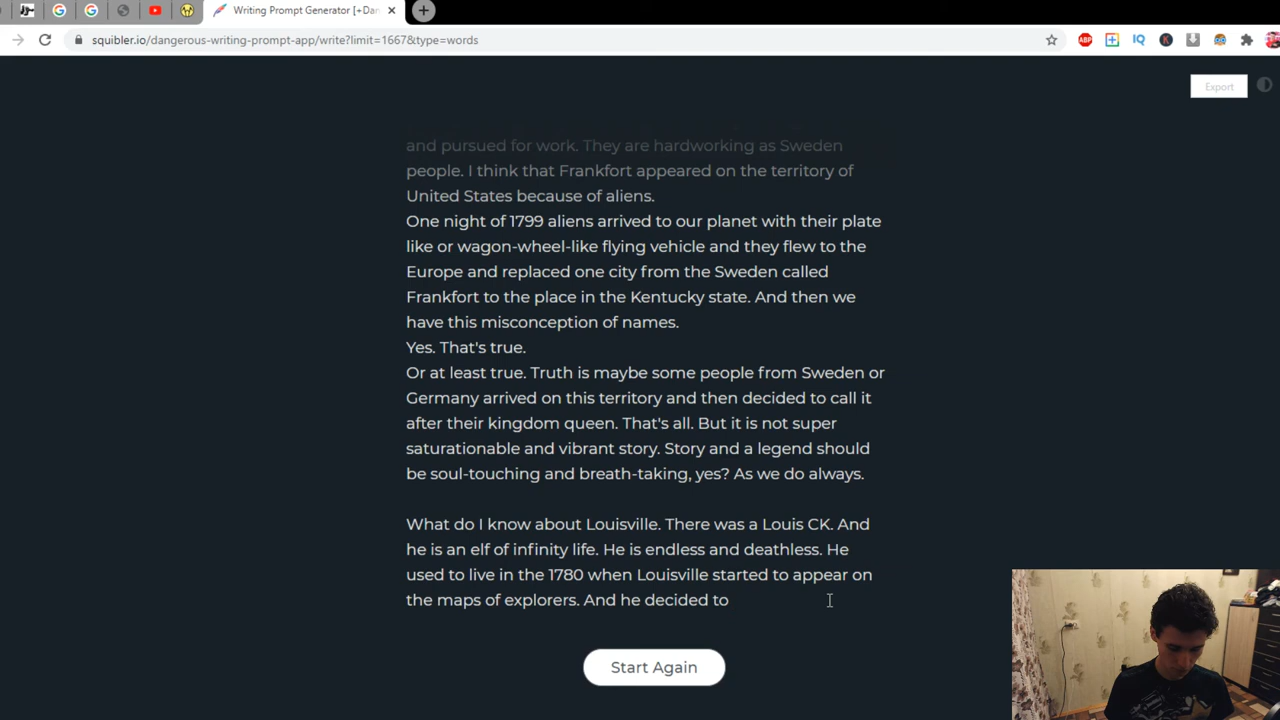 Writing Prompt Generator [+Dan
squibler.io/dangerous-writing-prompt-app/write?limit=1667&type=words
ABP
IQ
K
Export
and pursued for work. They are hardworking as Sweden
people. I think that Frankfort appeared on the territory of
United States because of aliens.
One night of 1799 aliens arrived to our planet with their plate
like or wagon-wheel-like flying vehicle and they flew to the
Europe and replaced one city from the Sweden called
Frankfort to the place in the Kentucky state. And then we
have this misconception of names.
Yes. That's true.
Or at least true. Truth is maybe some people from Sweden or
Germany arrived on this territory and then decided to call it
after their kingdom queen. That's all. But it is not super
saturationable and vibrant story. Story and a legend should
be soul-touching and breath-taking, yes? As we do always.
What do I know about Louisville. There was a Louis CK. And
he is an elf of infinity life. He is endless and deathless. He
used to live in the 1780 when Louisville started to appear on
the maps of explorers. And he decided to
Start Again